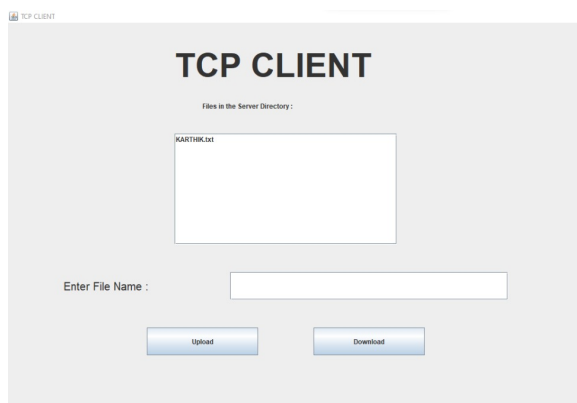 TCP CLIENT
TCP CLIENT
Files in the Server Directory :
KARTHIK.txt
Enter File Name :
Upload
Download